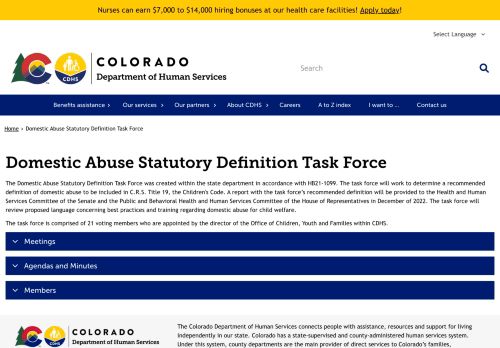 Nurses can earn $7,000 to $14,000 hiring bonuses at our health care facilities! Apply today!
Select Language
COLORADO
Department of Human Services
CDHS
Search
Benefits assistance
Our services
Our partners
About CDHS
Careers
A to Z index
I want to ...
Contact us
Home › Domestic Abuse Statutory Definition Task Force
Domestic Abuse Statutory Definition Task Force
The Domestic Abuse Statutory Definition Task Force was created within the state department in accordance with HB21-1099. The task force will work to determine a recommended
definition of domestic abuse to be included in C.R.S. Title 19, the Children's Code. A report with the task force’s recommended definition will be provided to the Health and Human
Services Committee of the Senate and the Public and Behavioral Health and Human Services Committee of the House of Representatives in December of 2022. The task force will
review proposed language concerning best practices and training regarding domestic abuse for child welfare.
The task force is comprised of 21 voting members who are appointed by the director of the Office of Children, Youth and Families within CDHS.
Meetings
Agendas and Minutes
Members
COLORADO
Department of Human Services
CDHS
The Colorado Department of Human Services connects people with assistance, resources and support for living
independently in our state. Colorado has a state-supervised and county-administered human services system.
Under this system, county departments are the main provider of direct services to Colorado’s families,